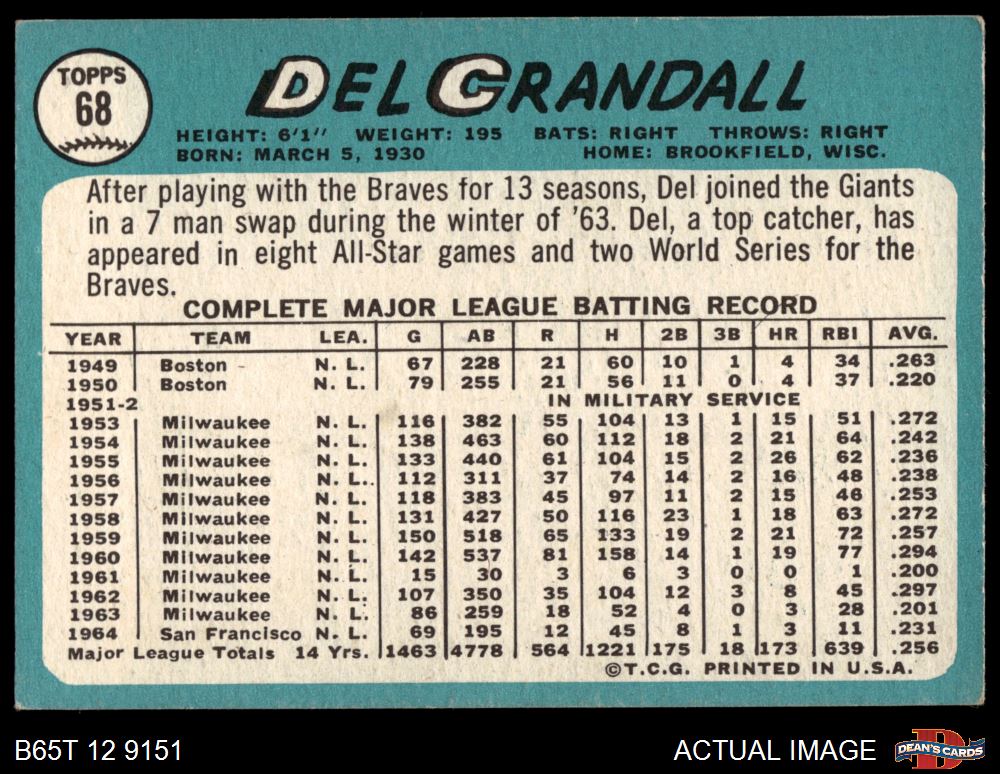 TOPPS
68
DEL CRANDALL
HEIGHT: 6'1" WEIGHT: 195 BATS: RIGHT THROWS: RIGHT
BORN: MARCH 5, 1930 HOME: BROOKFIELD, WISC.
After playing with the Braves for 13 seasons, Del joined the Giants
in a 7 man swap during the winter of '63. Del, a top catcher, has
appeared in eight All-Star games and two World Series for the
Braves.
COMPLETE MAJOR LEAGUE BATTING RECORD
YEAR TEAM LEA. G AB R H 2B 3B HR RBI AVG.
1949 Boston N. L. 67 228 21 60 10 1 4 34 .263
1950 Boston N. L. 79 255 21 56 11 0 4 37 .220
1951-2 IN MILITARY SERVICE
1953 Milwaukee N. L. 116 382 55 104 13 1 15 51 .272
1954 Milwaukee N. L. 138 463 60 112 18 2 21 64 .242
1955 Milwaukee N. L. 133 440 61 104 15 2 26 62 .236
1956 Milwaukee N. L. 112 311 37 74 14 2 16 48 .238
1957 Milwaukee N. L. 118 383 45 97 11 2 15 46 .253
1958 Milwaukee N. L. 131 427 50 116 23 1 18 63 .272
1959 Milwaukee N. L. 150 518 65 133 19 2 21 72 .257
1960 Milwaukee N. L. 142 537 81 158 14 1 19 77 .294
1961 Milwaukee N. L. 15 30 3 6 3 0 0 1 .200
1962 Milwaukee N. L. 107 350 35 104 12 3 8 45 .297
1963 Milwaukee N. L. 86 259 18 52 4 0 3 28 .201
1964 San Francisco N. L. 69 195 12 45 8 1 3 11 .231
Major League Totals 14 Yrs. 1463 4778 564 1221 175 18 173 639 .256
©T.C.G. PRINTED IN U.S.A.
B65T 12 9151 ACTUAL IMAGE DEAN'S CARDS